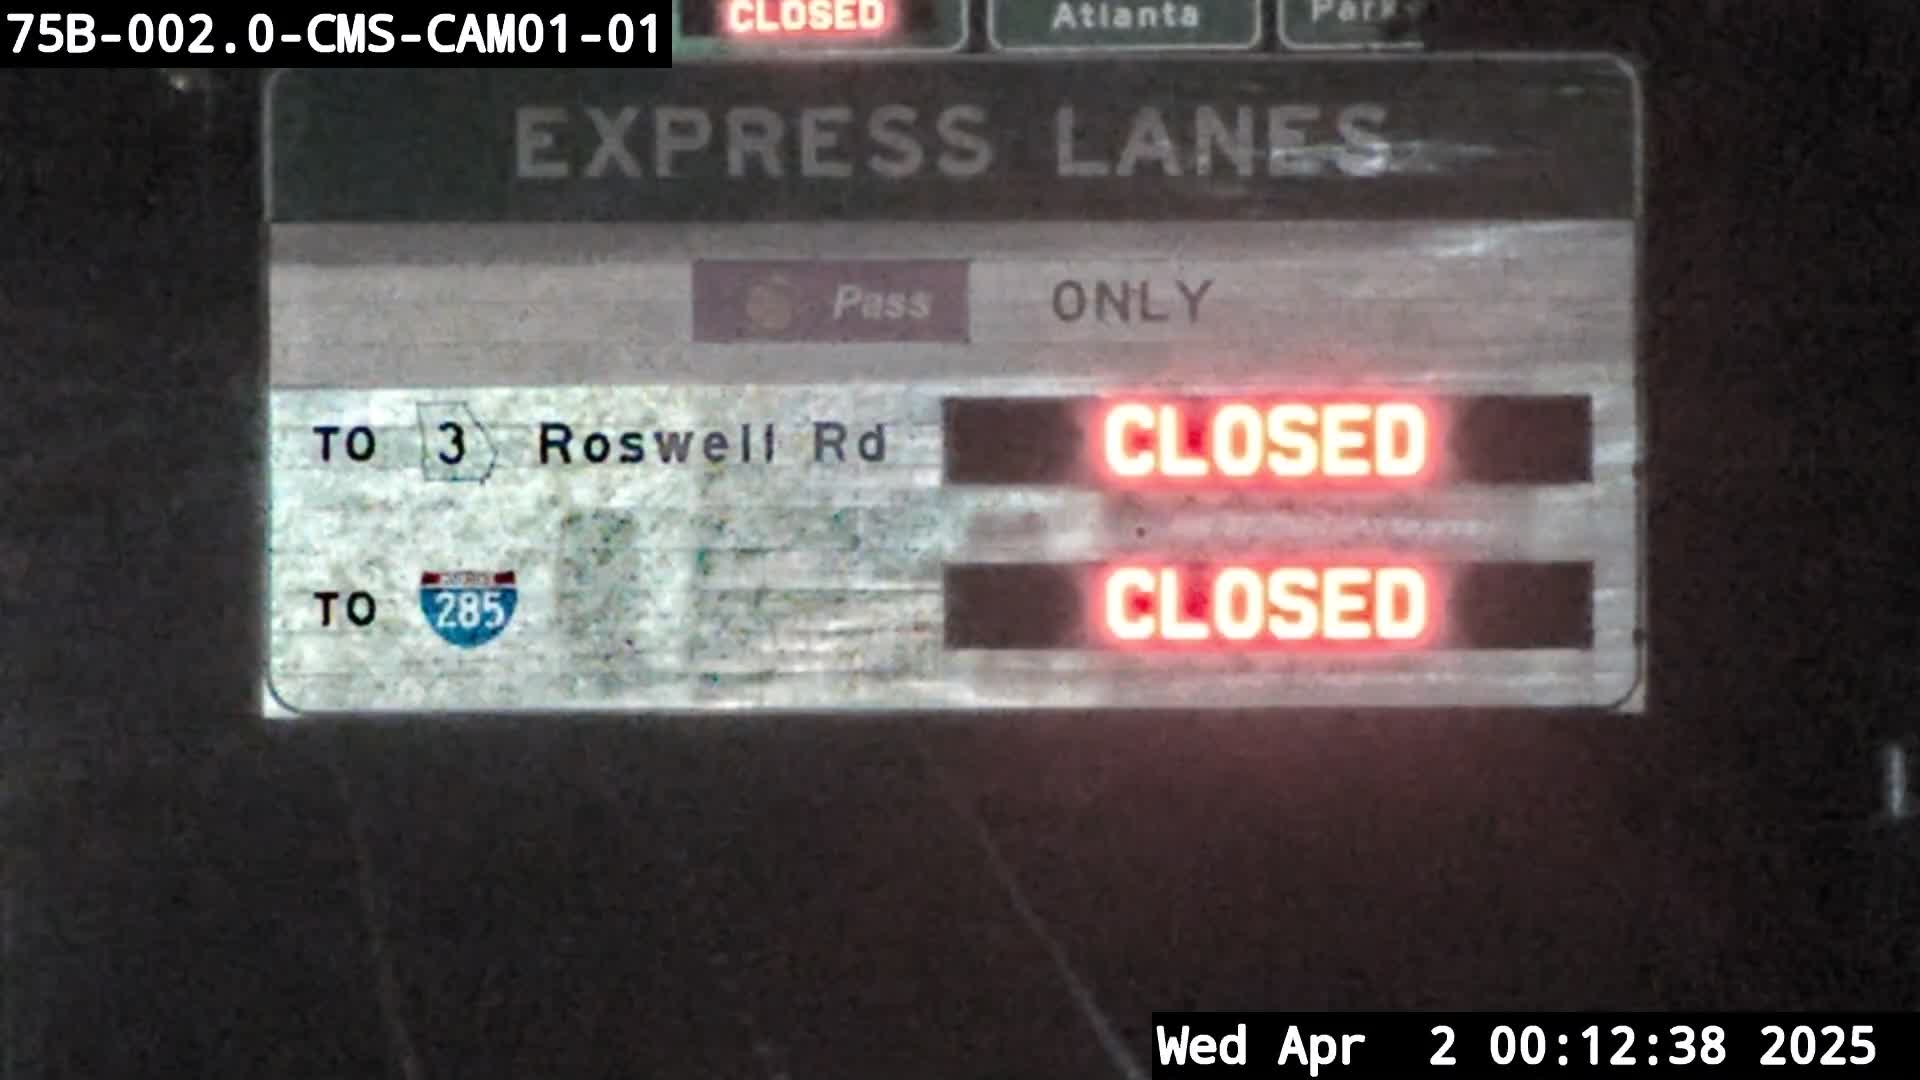 75B-002.0-CMS-CAM01-01
CLOSED
Atlanta
Park
EXPRESS LANES
Pass ONLY
TO 3 Roswell Rd CLOSED
TO 285 CLOSED
Wed Apr 2 00:12:38 2025